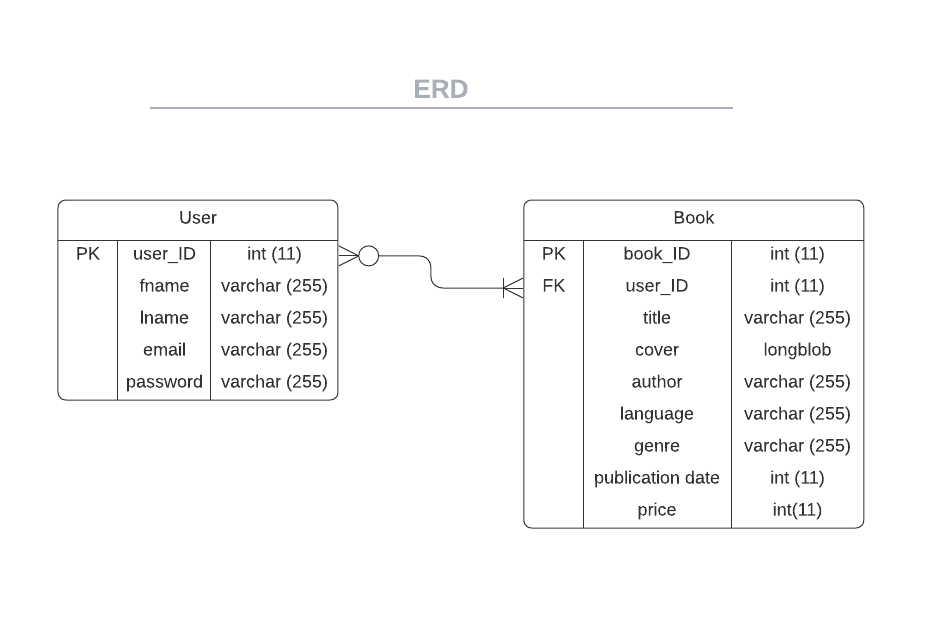 ERD
User
PK user_ID int (11)
fname varchar (255)
lname varchar (255)
email varchar (255)
password varchar (255)
Book
PK book_ID int (11)
FK user_ID int (11)
title varchar (255)
cover longblob
author varchar (255)
language varchar (255)
genre varchar (255)
publication date int (11)
price int(11)